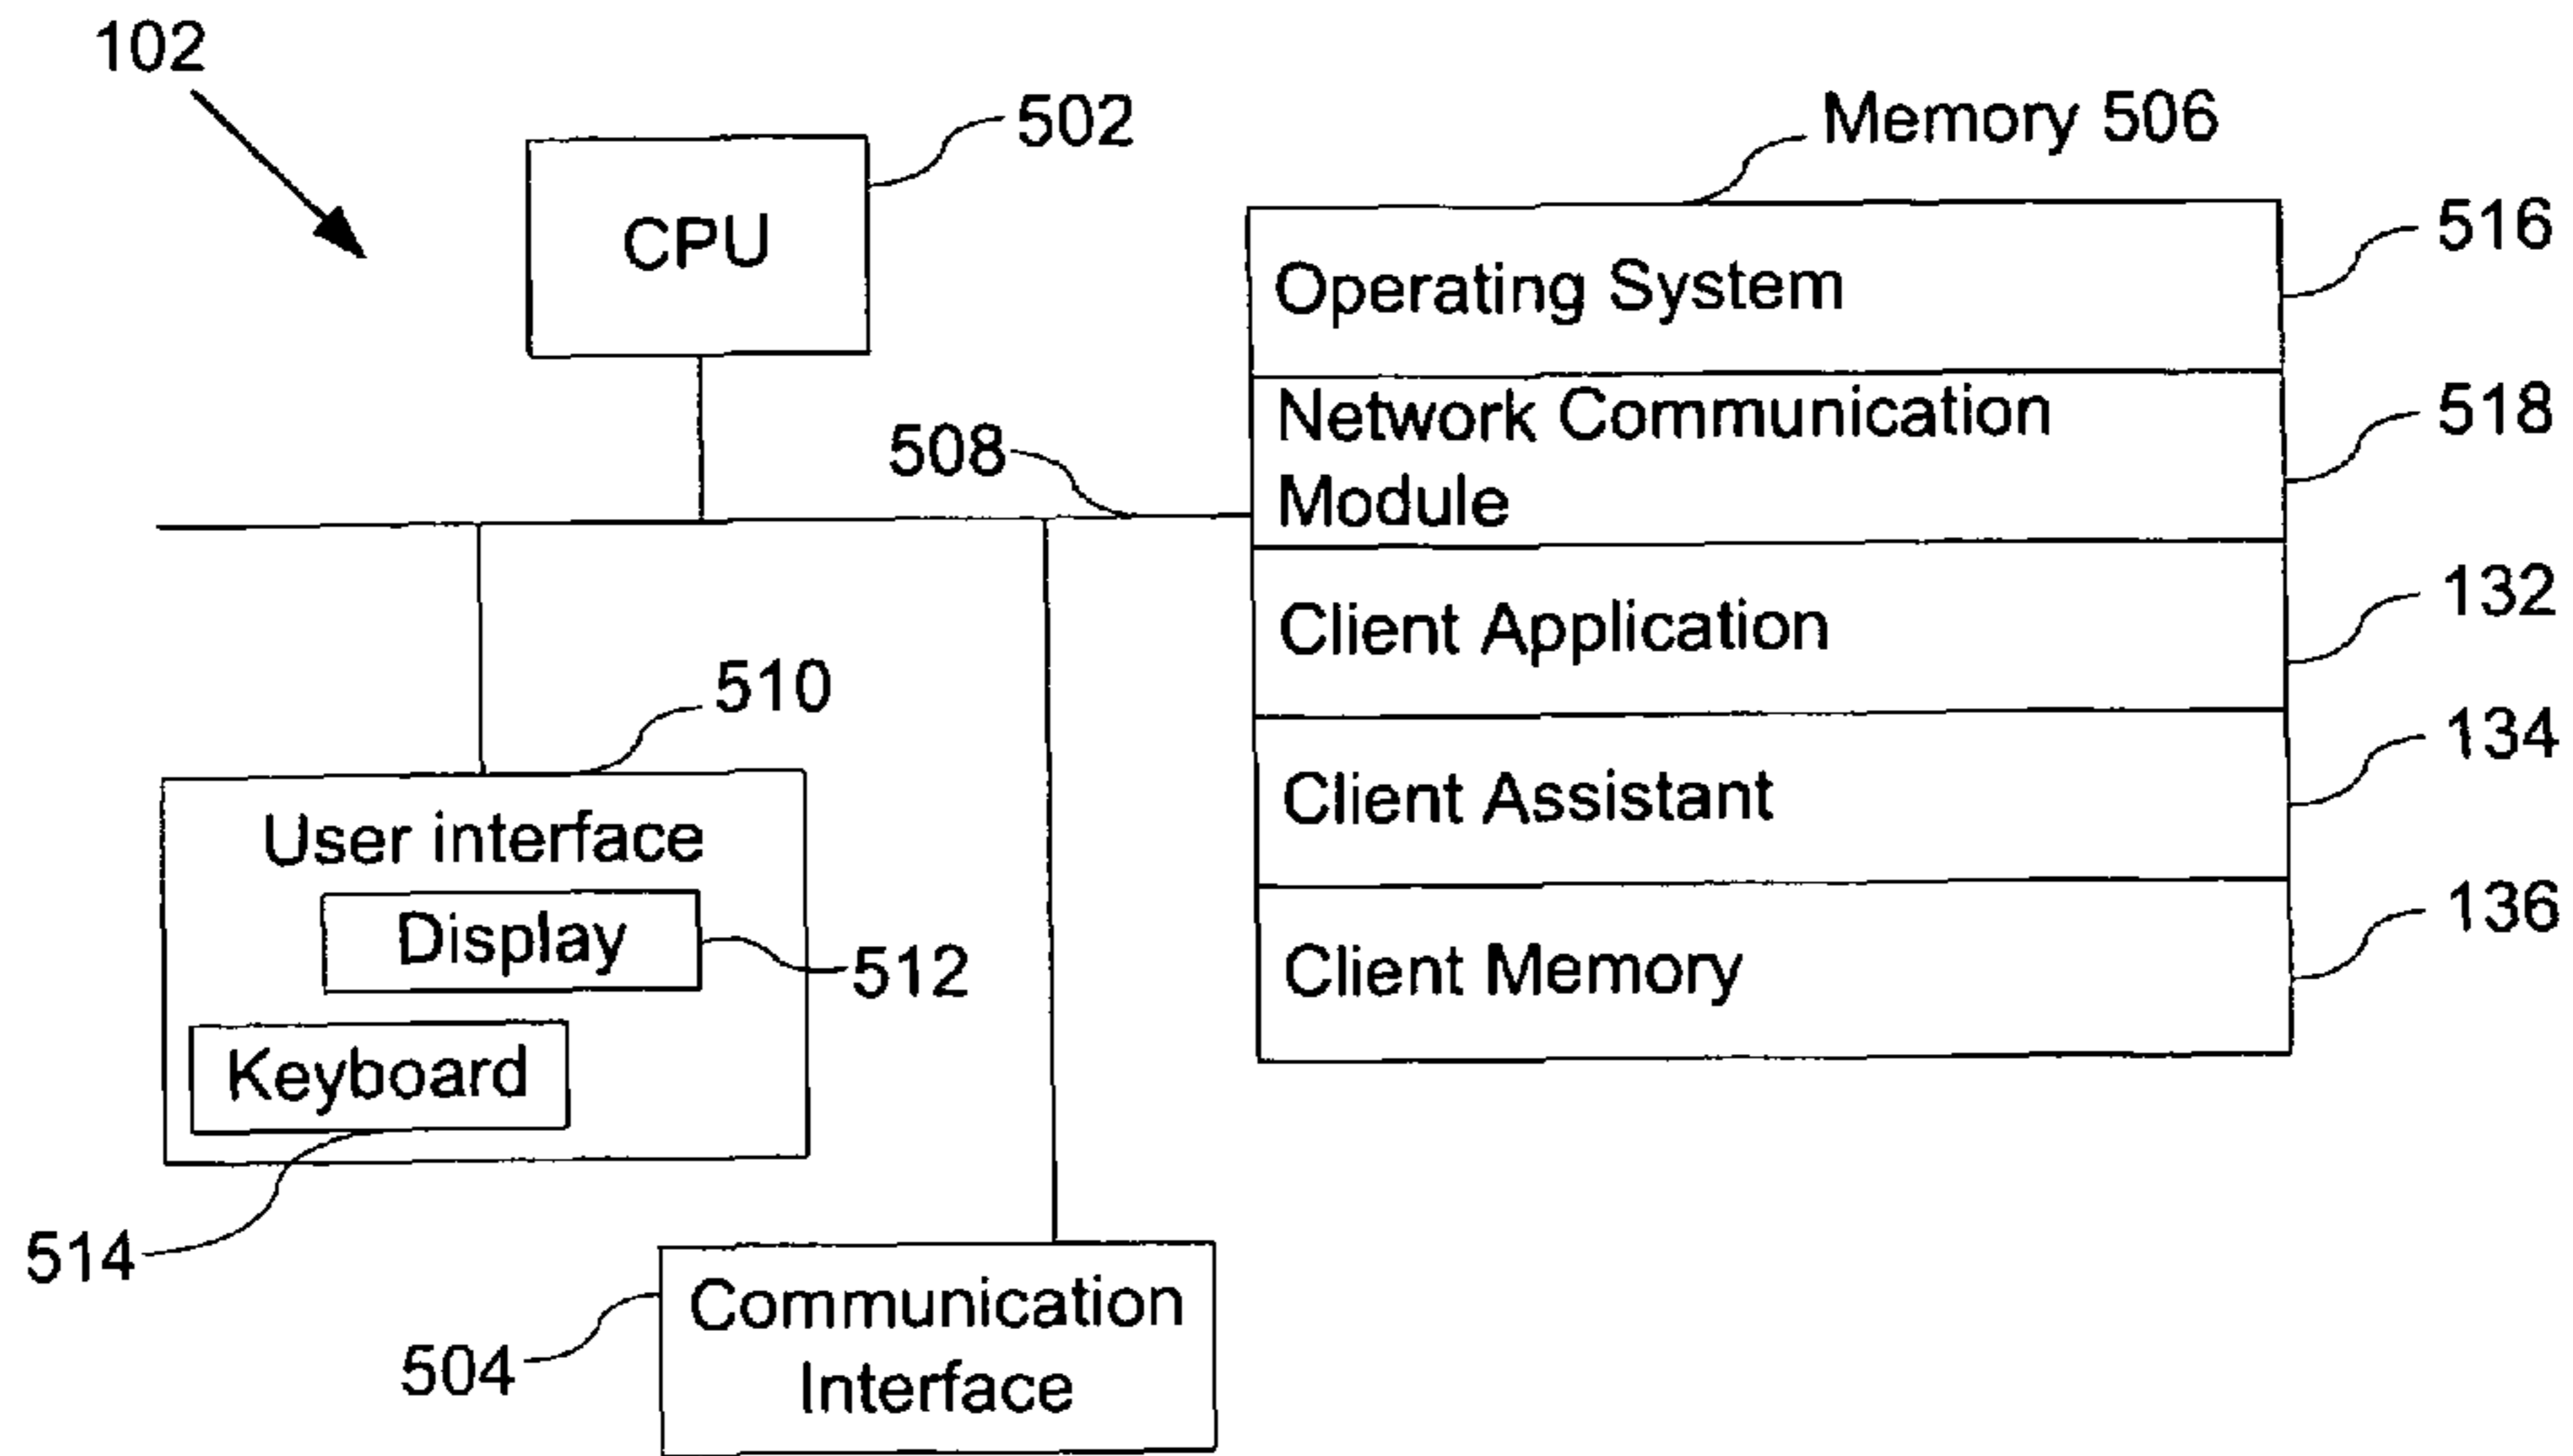 102
502
CPU
Memory 506
Operating System
516
Network Communication
Module
518
508
Client Application
132
Client Assistant
134
Client Memory
136
510
User interface
Display
512
Keyboard
514
Communication
Interface
504